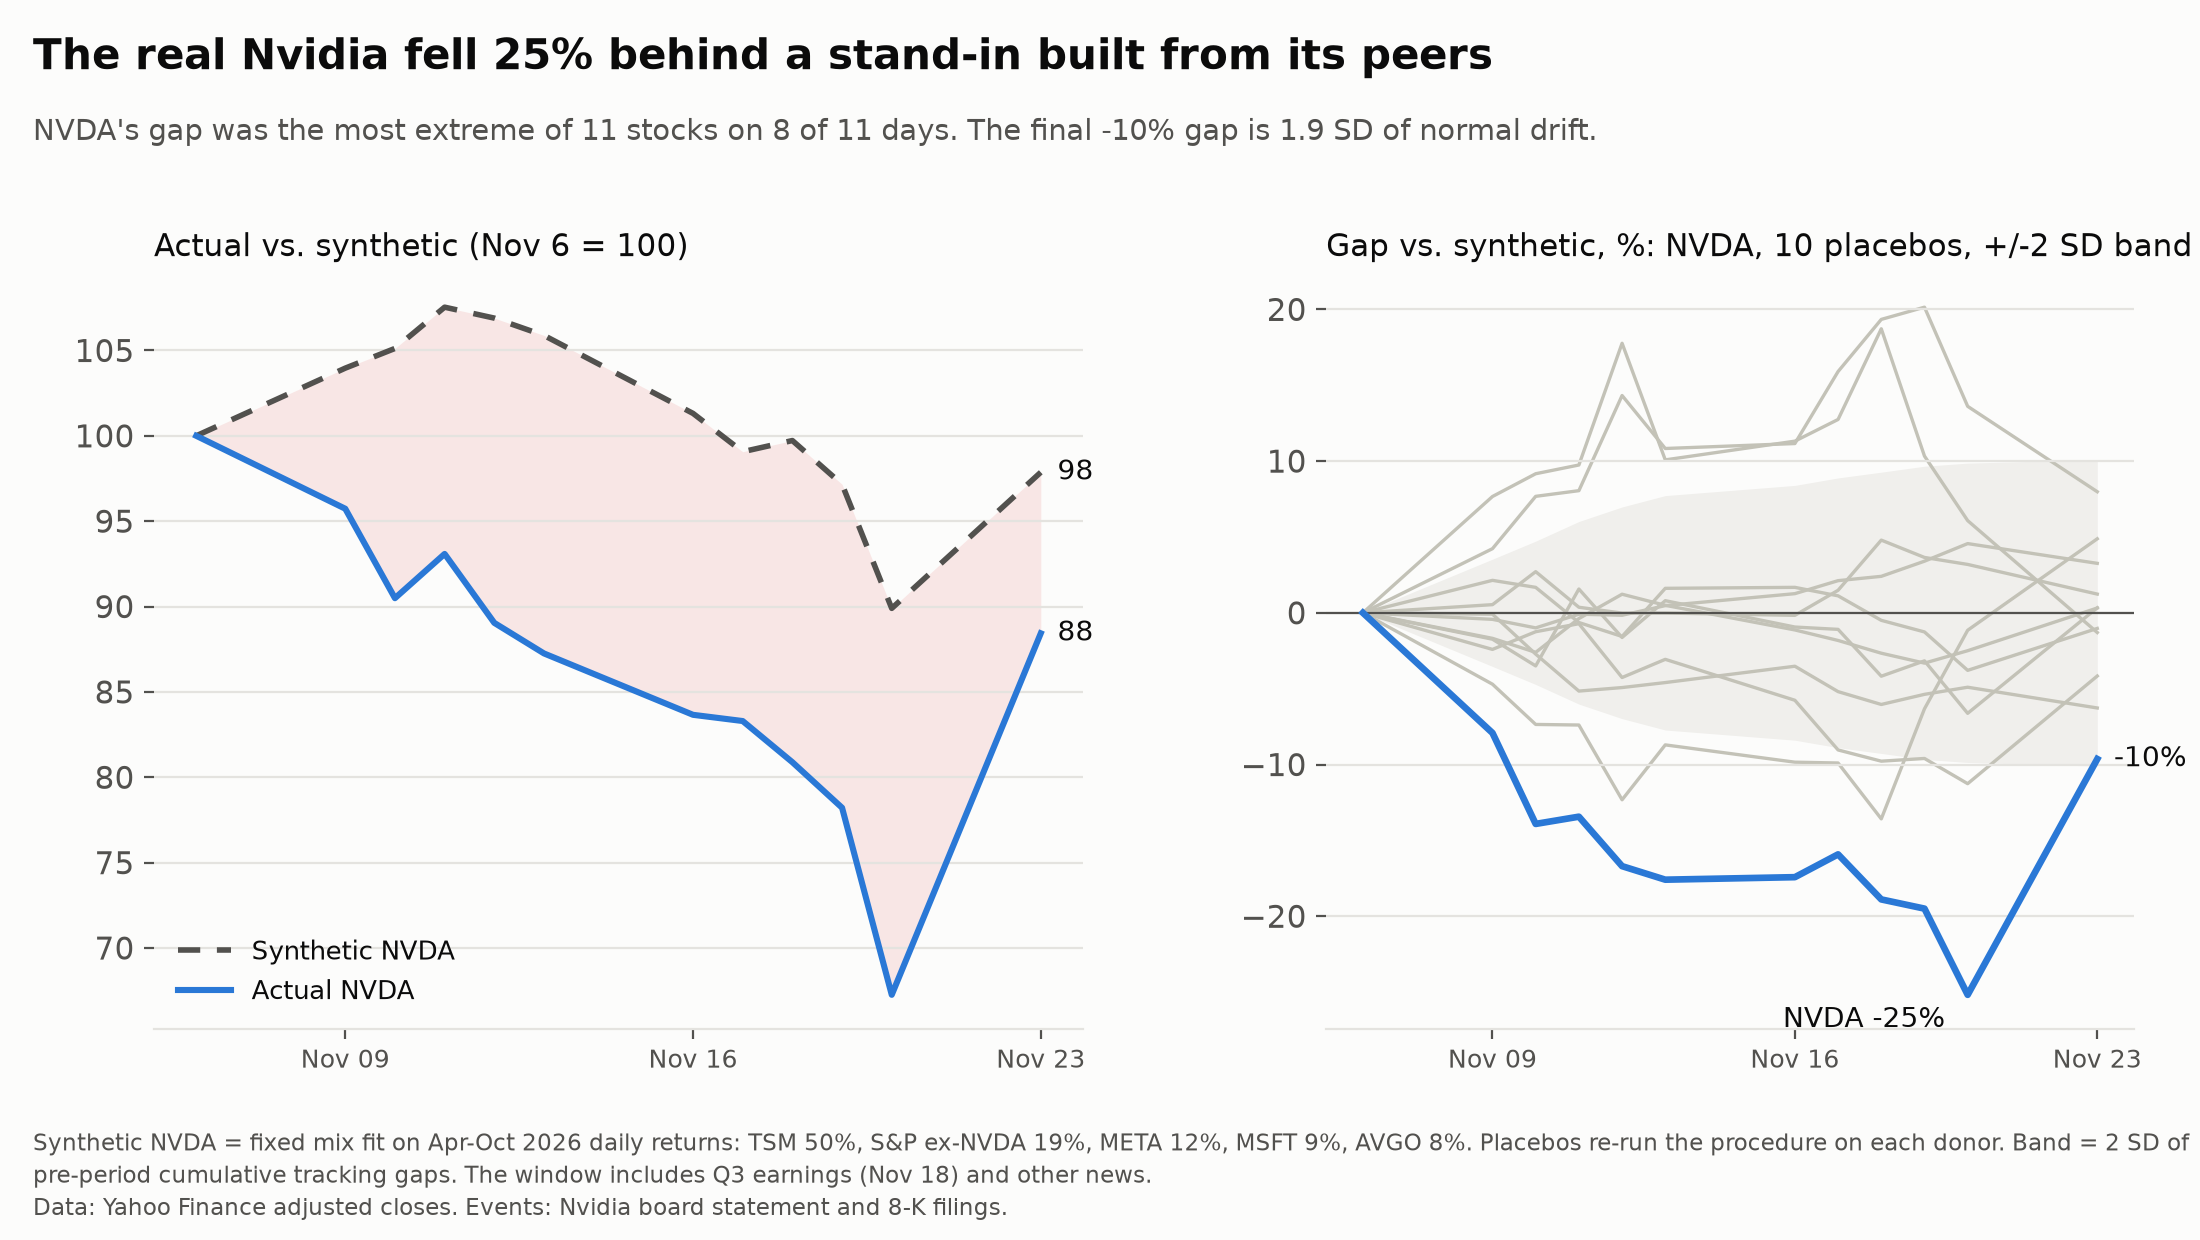 The real Nvidia fell 25% behind a stand-in built from its peers
NVDA's gap was the most extreme of 11 stocks on 8 of 11 days. The final -10% gap is 1.9 SD of normal drift.
Actual vs. synthetic (Nov 6 = 100)
105
100
95
90
85
80
75
70
98
88
Synthetic NVDA
Actual NVDA
Nov 09
Nov 16
Nov 23
Gap vs. synthetic, %: NVDA, 10 placebos, +/-2 SD band
20
10
0
−10
−20
-10%
NVDA -25%
Nov 09
Nov 16
Nov 23
Synthetic NVDA = fixed mix fit on Apr-Oct 2026 daily returns: TSM 50%, S&P ex-NVDA 19%, META 12%, MSFT 9%, AVGO 8%. Placebos re-run the procedure on each donor. Band = 2 SD of
pre-period cumulative tracking gaps. The window includes Q3 earnings (Nov 18) and other news.
Data: Yahoo Finance adjusted closes. Events: Nvidia board statement and 8-K filings.